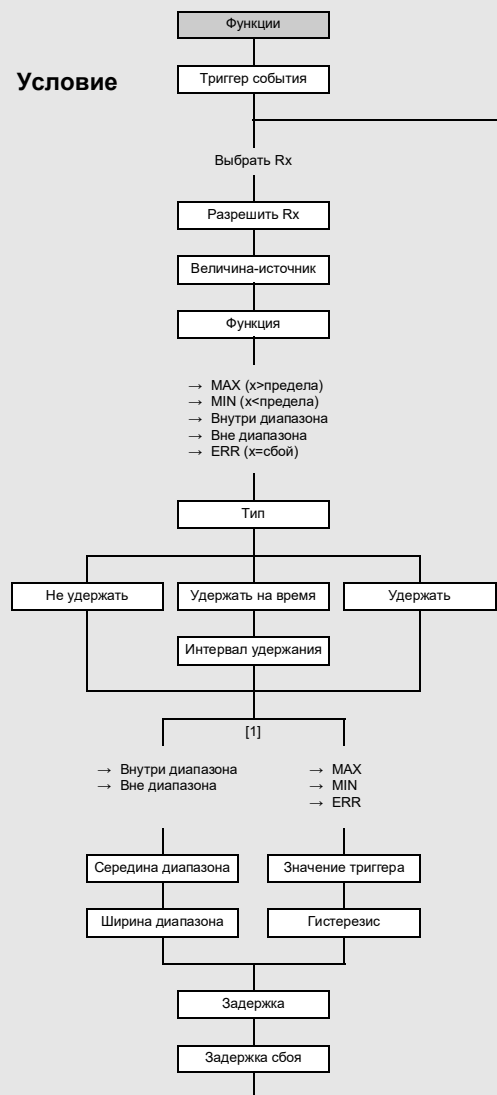 Функции
Условие
Триггер события
Выбрать Rx
Разрешить Rx
Величина-источник
Функция
→ MAX (x>предела)
→ MIN (x<предела)
→ Внутри диапазона
→ Вне диапазона
→ ERR (x=сбой)
Тип
Не удержать
Удержать на время
Удержать
Интервал удержания
[1]
→ Внутри диапазона
→ Вне диапазона
→ MAX
→ MIN
→ ERR
Середина диапазона
Значение триггера
Ширина диапазона
Гистерезис
Задержка
Задержка сбоя